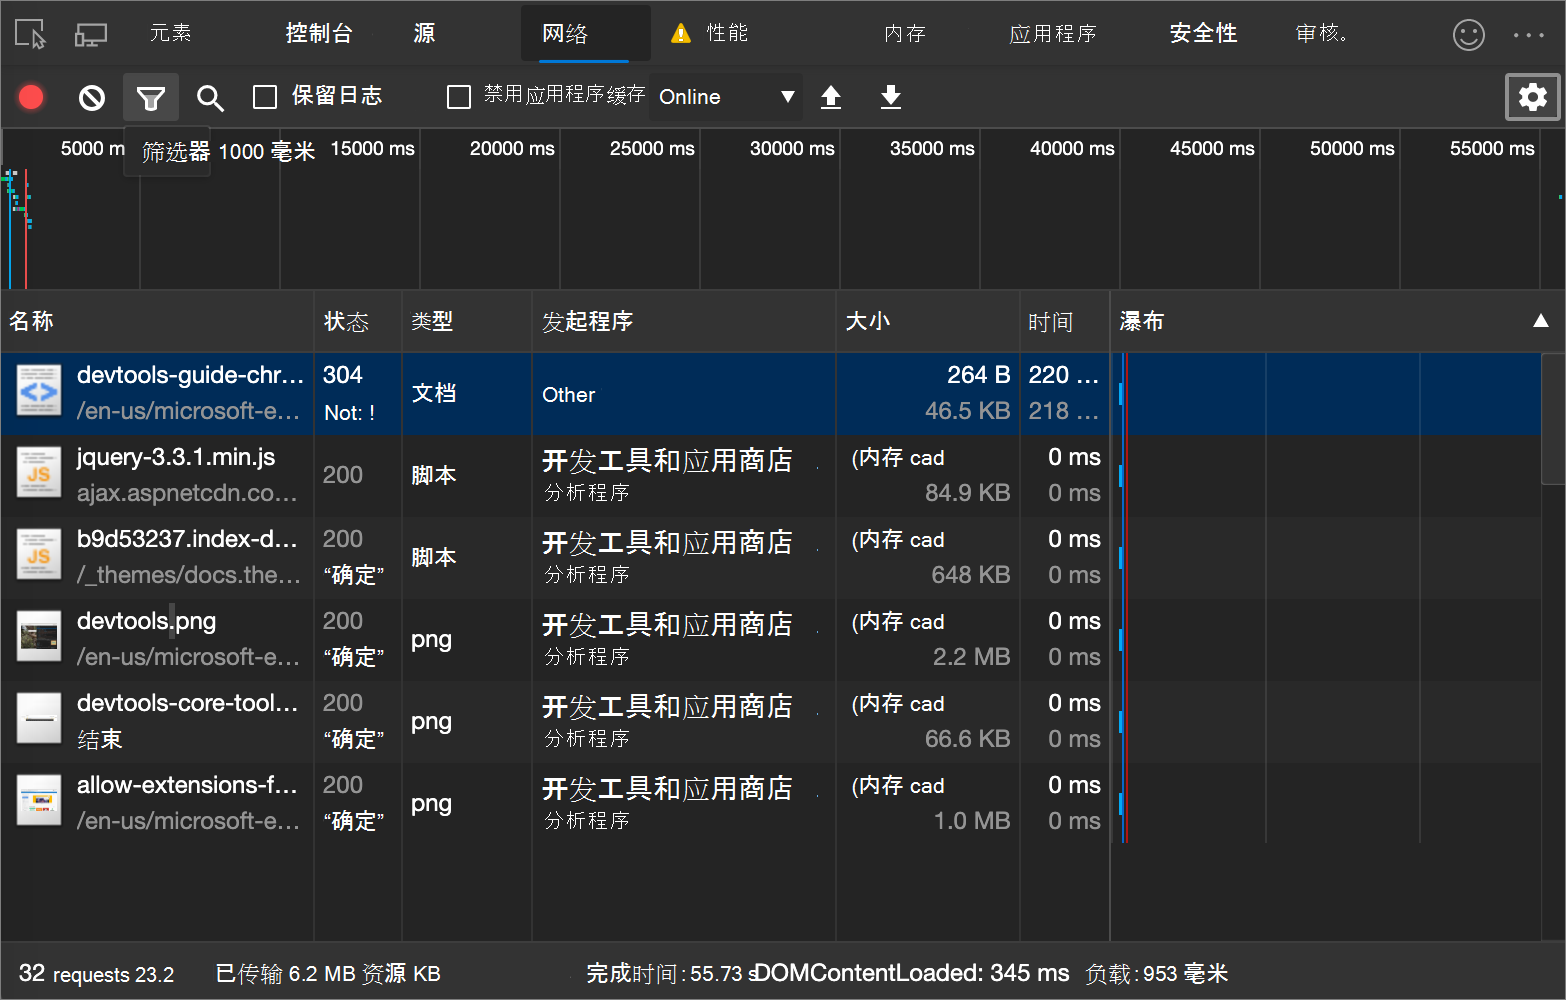 元素 控制台 源 网络 性能 内存 应用程序 安全性 审核。
保留日志 禁用应用程序缓存 Online
5000 m 筛选器 1000 毫米 15000 ms 20000 ms 25000 ms 30000 ms 35000 ms 40000 ms 45000 ms 50000 ms 55000 ms
名称 状态 类型 发起程序 大小 时间 瀑布
devtools-guide-chr... 304 文档 Other 264 B 220 ...
/en-us/microsoft-e... Not: ! 46.5 KB 218 ...
jquery-3.3.1.min.js 200 脚本 开发工具和应用商店 (内存 cad 0 ms
ajax.aspnetcdn.co... 分析程序 84.9 KB 0 ms
b9d53237.index-d... 200 脚本 开发工具和应用商店 (内存 cad 0 ms
/_themes/docs.the... “确定” 分析程序 648 KB 0 ms
devtools.png 200 png 开发工具和应用商店 (内存 cad 0 ms
/en-us/microsoft-e... “确定” 分析程序 2.2 MB 0 ms
devtools-core-tool... 200 png 开发工具和应用商店 (内存 cad 0 ms
结束 “确定” 分析程序 66.6 KB 0 ms
allow-extensions-f... 200 png 开发工具和应用商店 (内存 cad 0 ms
/en-us/microsoft-e... “确定” 分析程序 1.0 MB 0 ms
32 requests 23.2 已传输 6.2 MB 资源 KB 完成时间:55.73 s DOMContentLoaded: 345 ms 负载:953 毫米